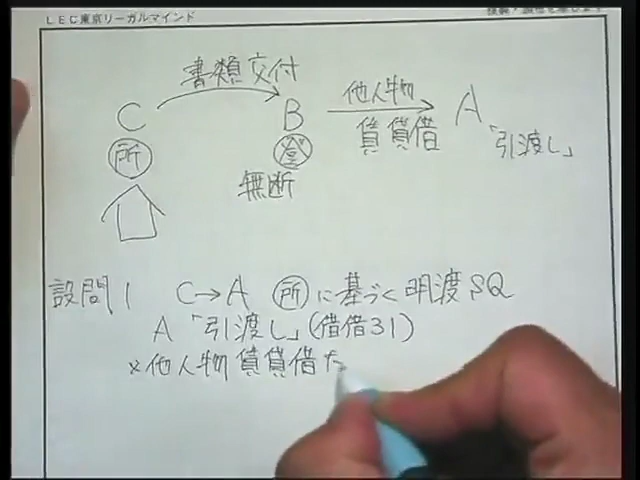 LEC東京リーガルマインド
書類交付
C
B
他人物
賃貸借
A
「引渡し」
所
登
無断
設問1 C→A 所に基づく明渡SQ
A「引渡し」(借借31)
×他人物賃貸借